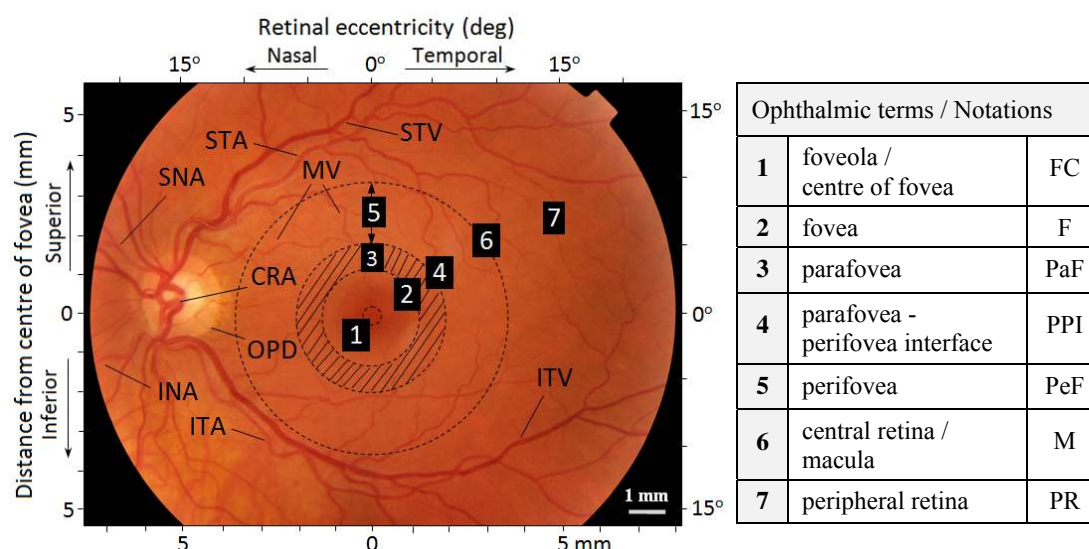 Retinal eccentricity (deg)
15° Nasal 0° Temporal 15°
Distance from centre of fovea (mm)
Superior
Inferior
5
0
5
15°
0°
15°
STA
STV
SNA
MV
5
7
6
3
4
CRA
2
1
OPD
INA
ITA
ITV
1 mm
5 0 5 mm
Ophthalmic terms / Notations
1 foveola / centre of fovea FC
2 fovea F
3 parafovea PaF
4 parafovea - perifovea interface PPI
5 perifovea PeF
6 central retina / macula M
7 peripheral retina PR